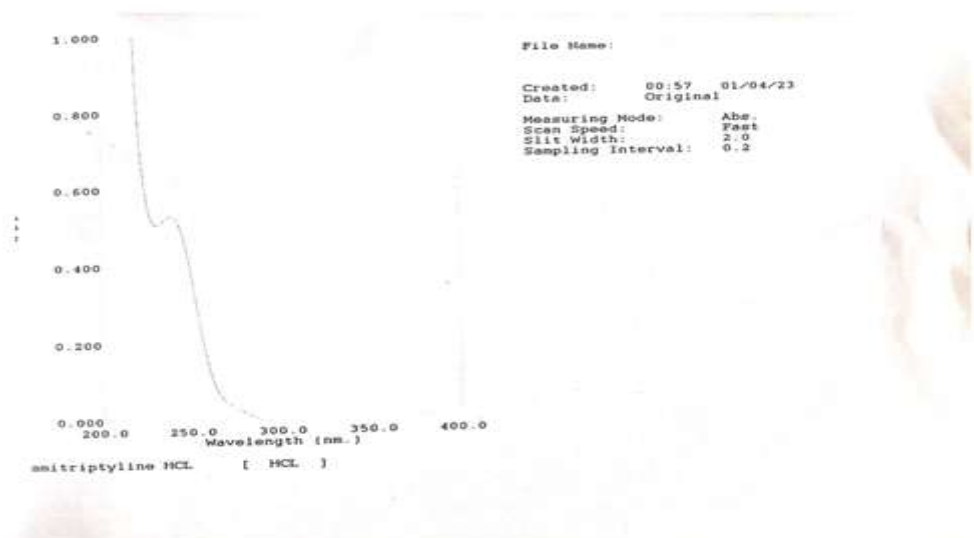 1.000
0.800
0.600
0.400
0.200
0.000
200.0 250.0 300.0 350.0 400.0
Wavelength (nm.)
amitriptyline HCL [ HCL ]
File Name:
Created: 00:57 01/04/23
Data: Original
Measuring Mode: Abs.
Scan Speed: Fast
Slit Width: 2.0
Sampling Interval: 0.2